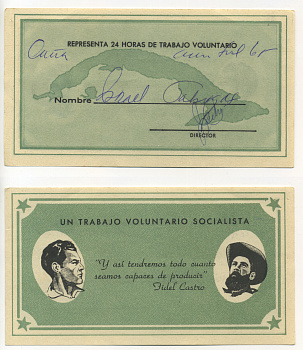 REPRESENTA 24 HORAS DE TRABAJO VOLUNTARIO
Nombre
DIRECTOR
UN TRABAJO VOLUNTARIO SOCIALISTA
"Y así tendremos todo cuanto
seamos capaces de producir"
Fidel Castro